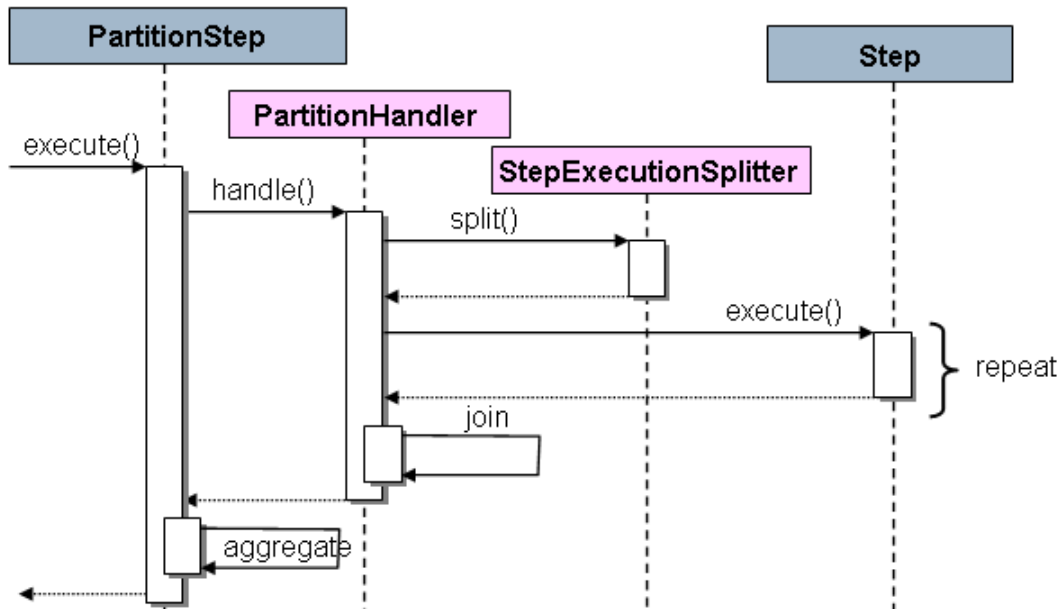 PartitionStep
Step
PartitionHandler
execute()
StepExecutionSplitter
handle()
split()
execute()
repeat
join
aggregate